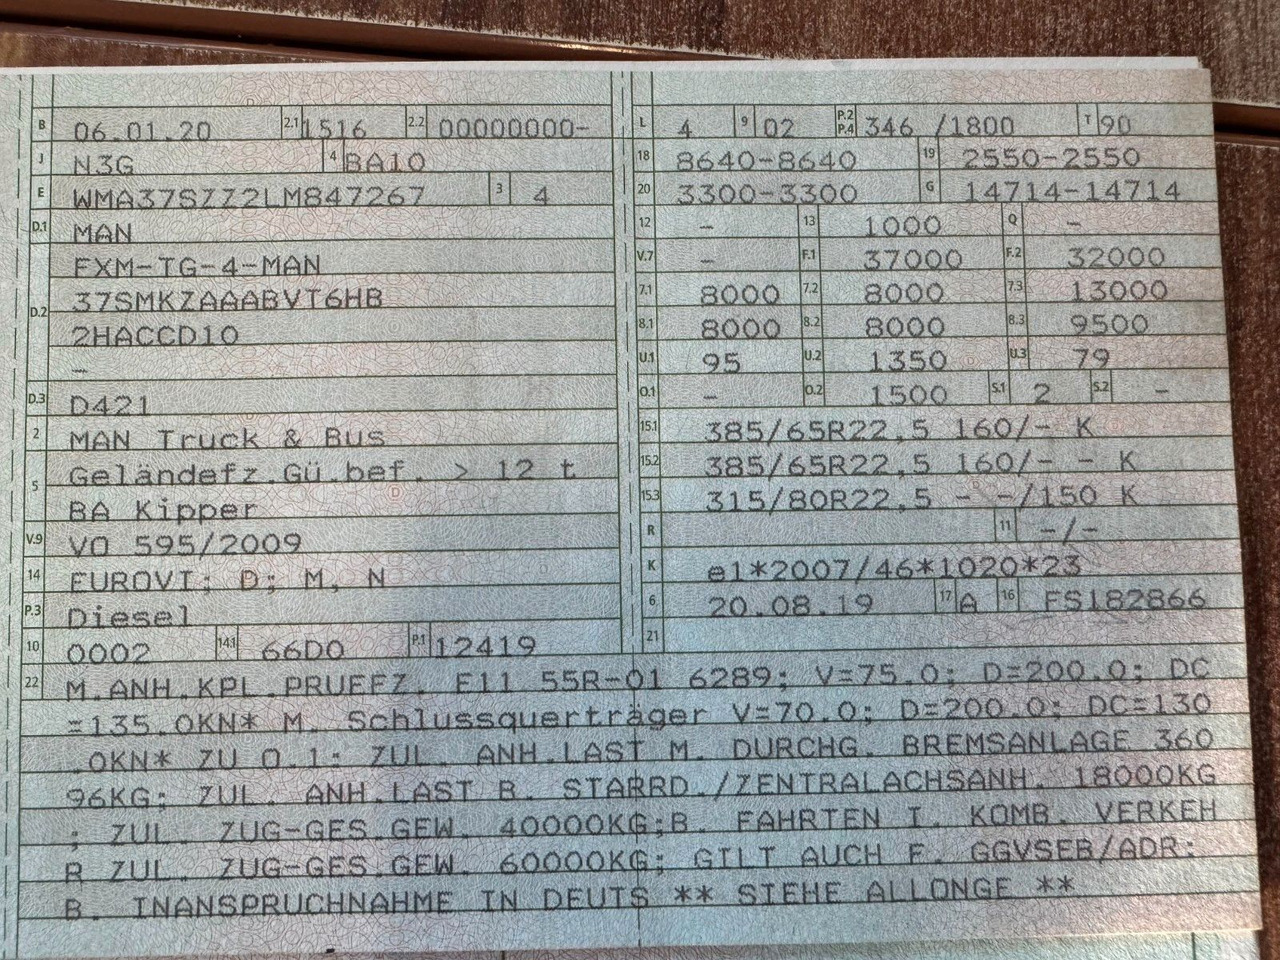 B 06.01.20 2.1 1516 2.2 00000000-
J N3G 4 BA10
E WMA37SZZ2LM847267 3 4
D.1 MAN
FXM-TG-4-MAN
D.2 37SMKZAAABVT6HB
2HACCD10
–
D.3 D421
2 MAN Truck & Bus
5 Geländefz.Gü.bef. > 12 t
BA Kipper
V.9 VO 595/2009
14 EUROVI; D; M, N
P.3 Diesel
10 0002 14.1 66D0 P.1 12419
L 4 9 02 P.2 P.4 346 /1800 T 90
18 8640-8640 19 2550-2550
20 3300-3300 G 14714-14714
12 – 13 1000 Q –
V.7 – F.1 37000 F.2 32000
7.1 8000 7.2 8000 7.3 13000
8.1 8000 8.2 8000 8.3 9500
U.1 95 U.2 1350 U.3 79
O.1 – O.2 1500 S.1 2 S.2 –
15.1 385/65R22,5 160/- K
15.2 385/65R22,5 160/- - K
15.3 315/80R22,5 - -/150 K
R 11 -/-
K e1*2007/46*1020*23
6 20.08.19 17 A 16 FS182866
21
22 M.ANH.KPL.PRUEFZ. E11 55R-01 6289; V=75.0; D=200.0; DC
=135.0KN* M. Schlussquerträger V=70.0; D=200.0; DC=130
.0KN* ZU O.1: ZUL. ANH.LAST M. DURCHG. BREMSANLAGE 360
96KG; ZUL. ANH.LAST B. STARRD./ZENTRALACHSANH. 18000KG
; ZUL. ZUG-GES.GEW. 40000KG;B. FAHRTEN I. KOMB. VERKEH
R ZUL. ZUG-GES.GEW. 60000KG; GILT AUCH F. GGVSEB/ADR:
B. INANSPRUCHNAHME IN DEUTS ** SIEHE ALLONGE **